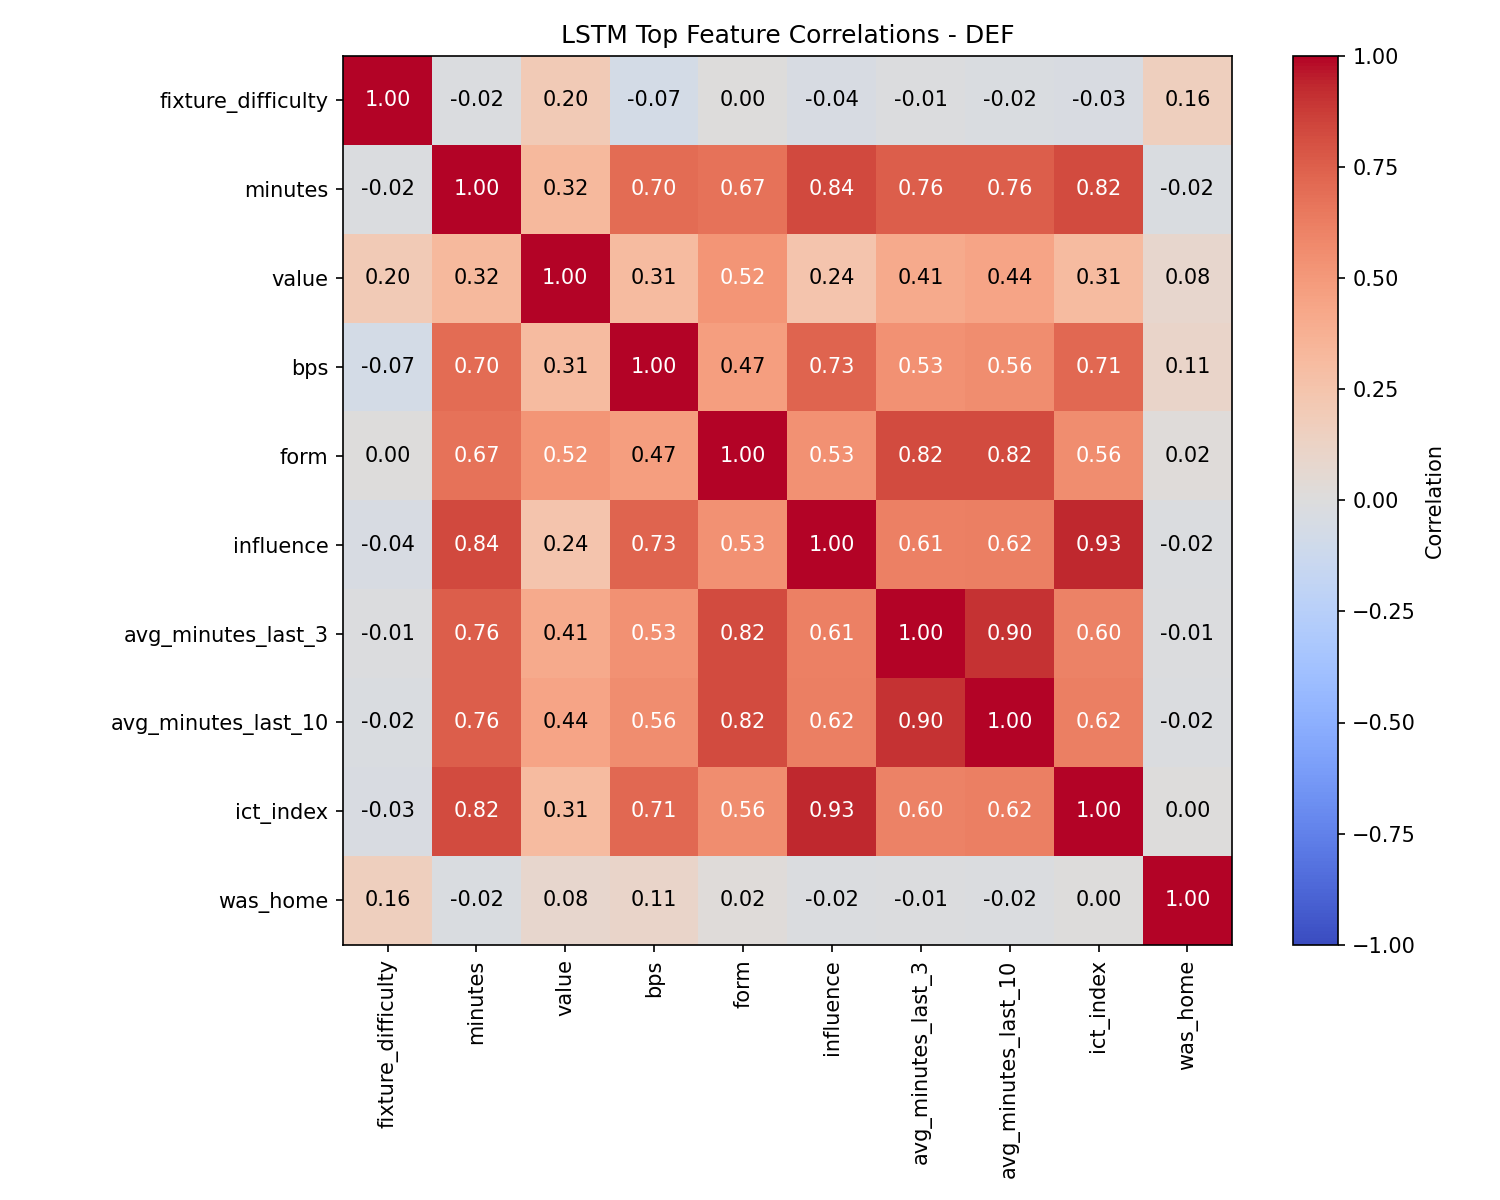 LSTM Top Feature Correlations - DEF
fixture_difficulty 1.00 -0.02 0.20 -0.07 0.00 -0.04 -0.01 -0.02 -0.03 0.16
minutes -0.02 1.00 0.32 0.70 0.67 0.84 0.76 0.76 0.82 -0.02
value 0.20 0.32 1.00 0.31 0.52 0.24 0.41 0.44 0.31 0.08
bps -0.07 0.70 0.31 1.00 0.47 0.73 0.53 0.56 0.71 0.11
form 0.00 0.67 0.52 0.47 1.00 0.53 0.82 0.82 0.56 0.02
influence -0.04 0.84 0.24 0.73 0.53 1.00 0.61 0.62 0.93 -0.02
avg_minutes_last_3 -0.01 0.76 0.41 0.53 0.82 0.61 1.00 0.90 0.60 -0.01
avg_minutes_last_10 -0.02 0.76 0.44 0.56 0.82 0.62 0.90 1.00 0.62 -0.02
ict_index -0.03 0.82 0.31 0.71 0.56 0.93 0.60 0.62 1.00 0.00
was_home 0.16 -0.02 0.08 0.11 0.02 -0.02 -0.01 -0.02 0.00 1.00
fixture_difficulty
minutes
value
bps
form
influence
avg_minutes_last_3
avg_minutes_last_10
ict_index
was_home
1.00
0.75
0.50
0.25
0.00
−0.25
−0.50
−0.75
−1.00
Correlation